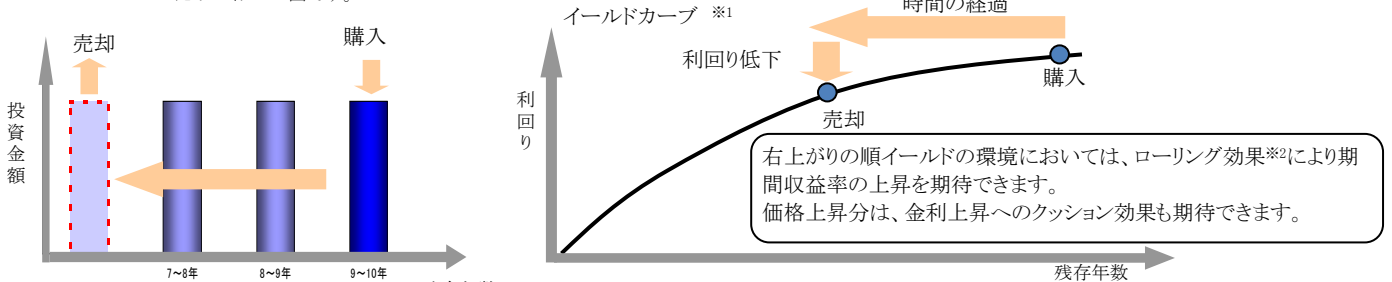 売却
購入
投資金額
7~8年
8~9年
9~10年
イールドカーブ ※1
時間の経過
利回り低下
利回り
購入
売却
右上がりの順イールドの環境においては、ローリング効果※2により期
間収益率の上昇を期待できます。
価格上昇分は、金利上昇へのクッション効果も期待できます。
残存年数